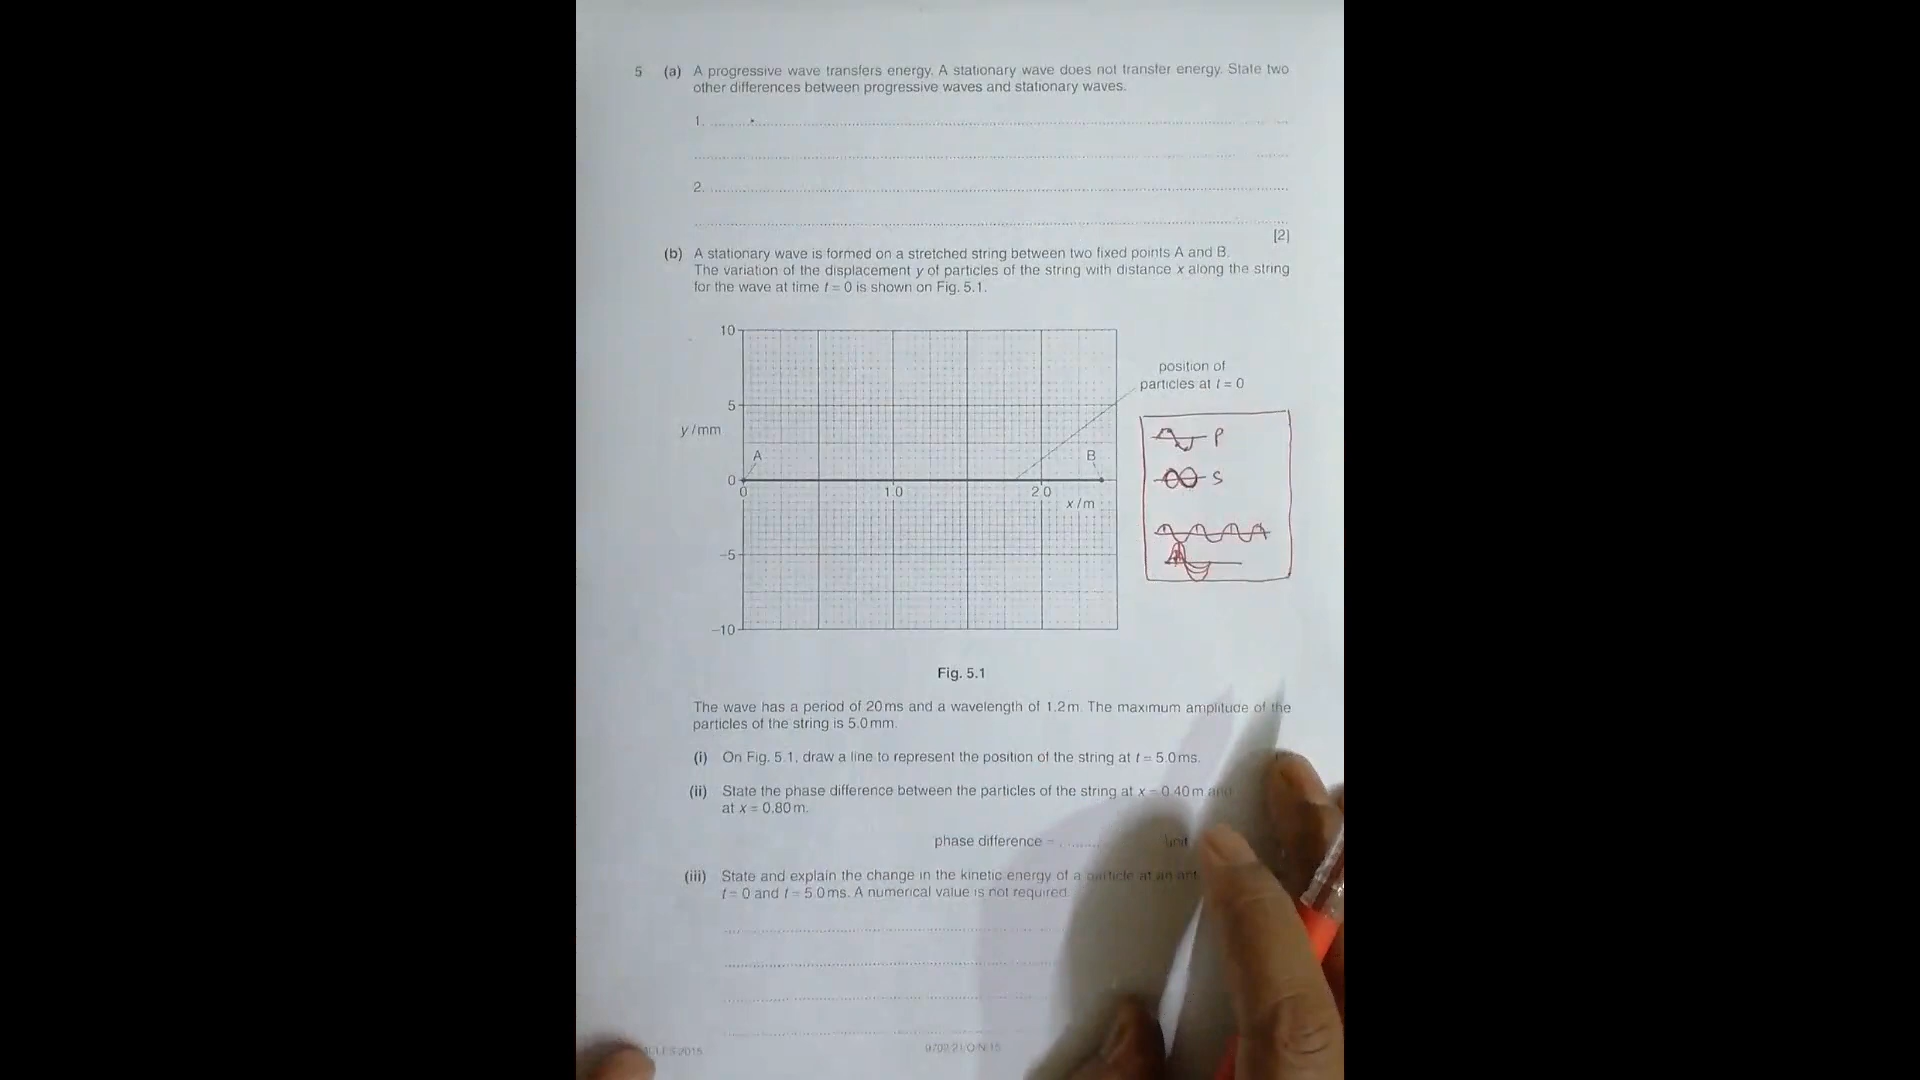 5 (a) A progressive wave transfers energy. A stationary wave does not transfer energy. State two
other differences between progressive waves and stationary waves.
1.
2.
[2]
(b) A stationary wave is formed on a stretched string between two fixed points A and B.
The variation of the displacement y of particles of the string with distance x along the string
for the wave at time t = 0 is shown on Fig. 5.1.
10
position of
particles at t = 0
5
y / mm
P
A
B
S
0
0
1.0
2.0
x / m
–5
–10
Fig. 5.1
The wave has a period of 20 ms and a wavelength of 1.2 m. The maximum amplitude of the
particles of the string is 5.0 mm.
(i) On Fig. 5.1, draw a line to represent the position of the string at t = 5.0 ms.
(ii) State the phase difference between the particles of the string at x = 0.40 m and
at x = 0.80 m.
phase difference = unit
(iii) State and explain the change in the kinetic energy of a particle at an
t = 0 and t = 5.0 ms. A numerical value is not required.
2015
9702/21/O/N/15